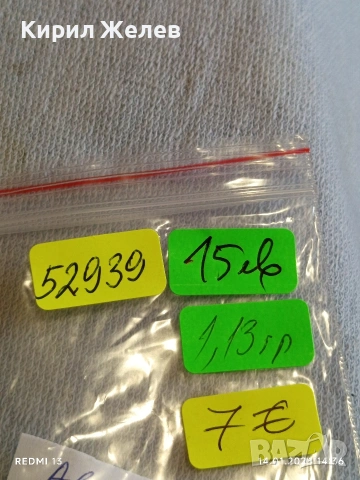 Кирил Желев
52939
15лв
1,13гр
7€
REDMI 13